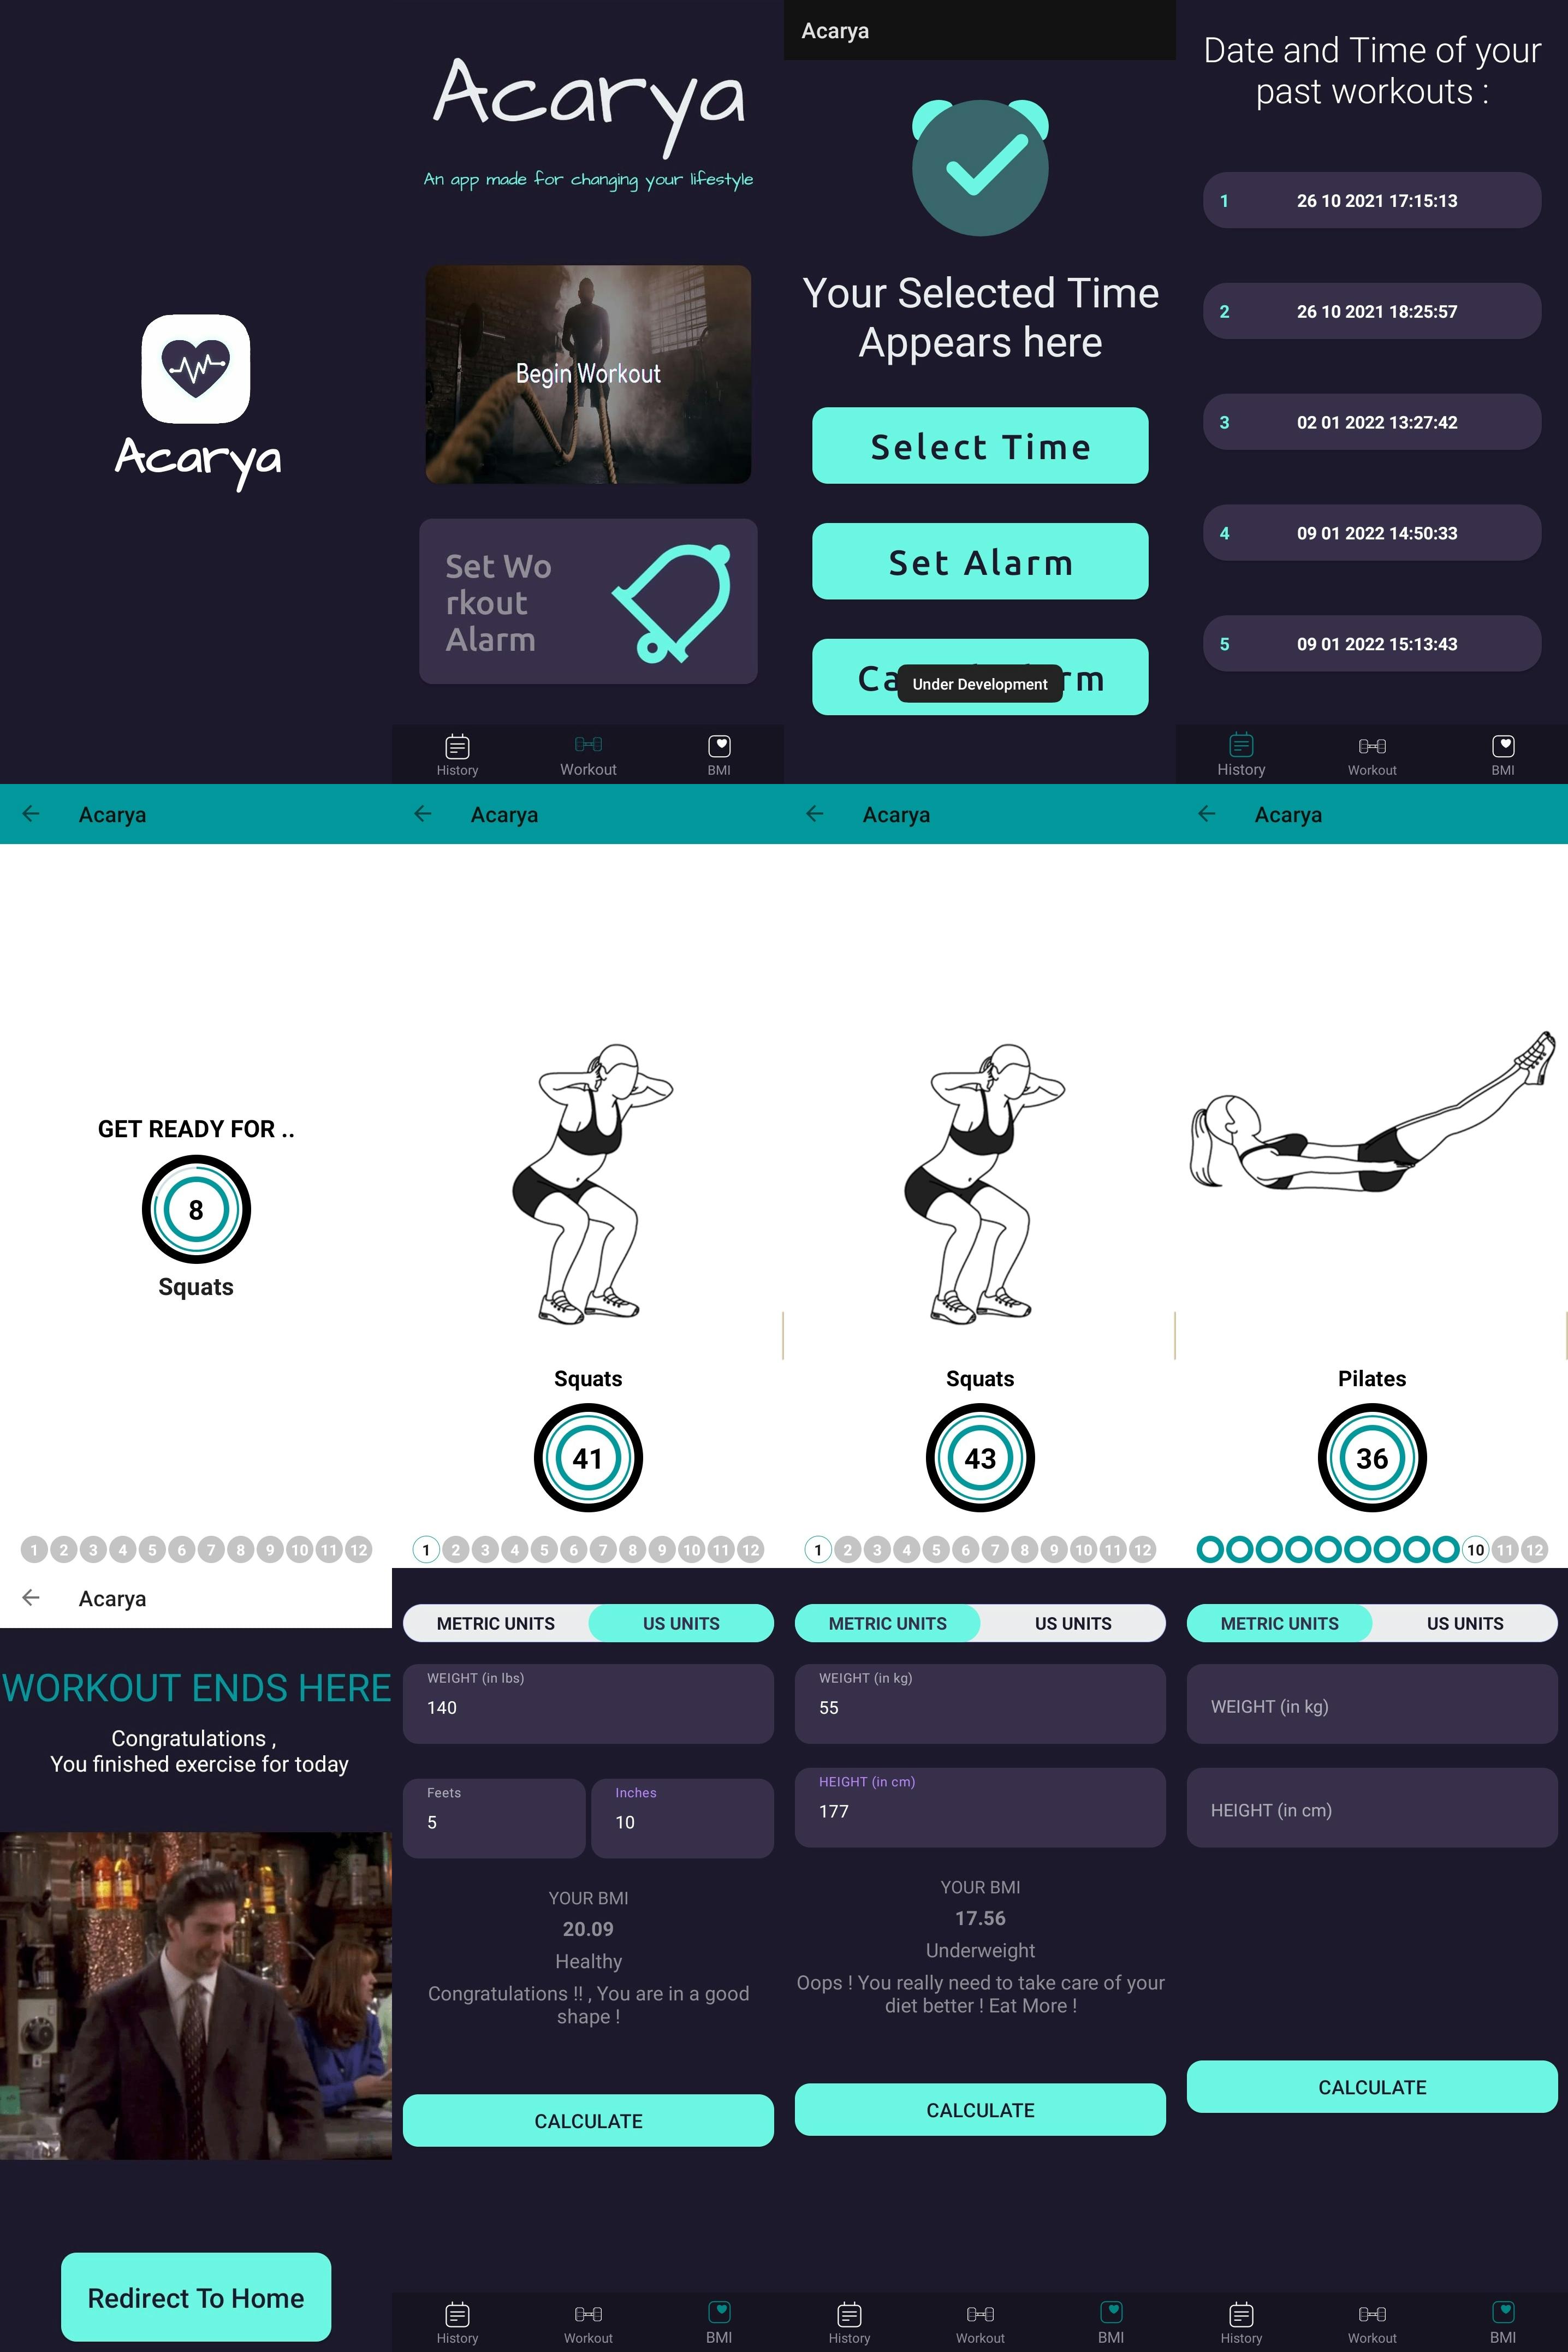 Acarya
Acarya
An app made for changing your lifestyle
Begin Workout
Set Wo
rkout
Alarm
History
Workout
BMI
Acarya
Your Selected Time
Appears here
Select Time
Set Alarm
Ca
rm
Under Development
Date and Time of your
past workouts :
1 26 10 2021 17:15:13
2 26 10 2021 18:25:57
3 02 01 2022 13:27:42
4 09 01 2022 14:50:33
5 09 01 2022 15:13:43
History
Workout
BMI
Acarya
GET READY FOR ..
8
Squats
1 2 3 4 5 6 7 8 9 10 11 12
Acarya
Squats
41
1 2 3 4 5 6 7 8 9 10 11 12
Acarya
Squats
43
1 2 3 4 5 6 7 8 9 10 11 12
Acarya
Pilates
36
10 11 12
Acarya
WORKOUT ENDS HERE
Congratulations ,
You finished exercise for today
Redirect To Home
METRIC UNITS US UNITS
WEIGHT (in lbs)
140
Feets Inches
5 10
YOUR BMI
20.09
Healthy
Congratulations !! , You are in a good
shape !
CALCULATE
History
Workout
BMI
METRIC UNITS US UNITS
WEIGHT (in kg)
55
HEIGHT (in cm)
177
YOUR BMI
17.56
Underweight
Oops ! You really need to take care of your
diet better ! Eat More !
CALCULATE
History
Workout
BMI
METRIC UNITS US UNITS
WEIGHT (in kg)
HEIGHT (in cm)
CALCULATE
History
Workout
BMI